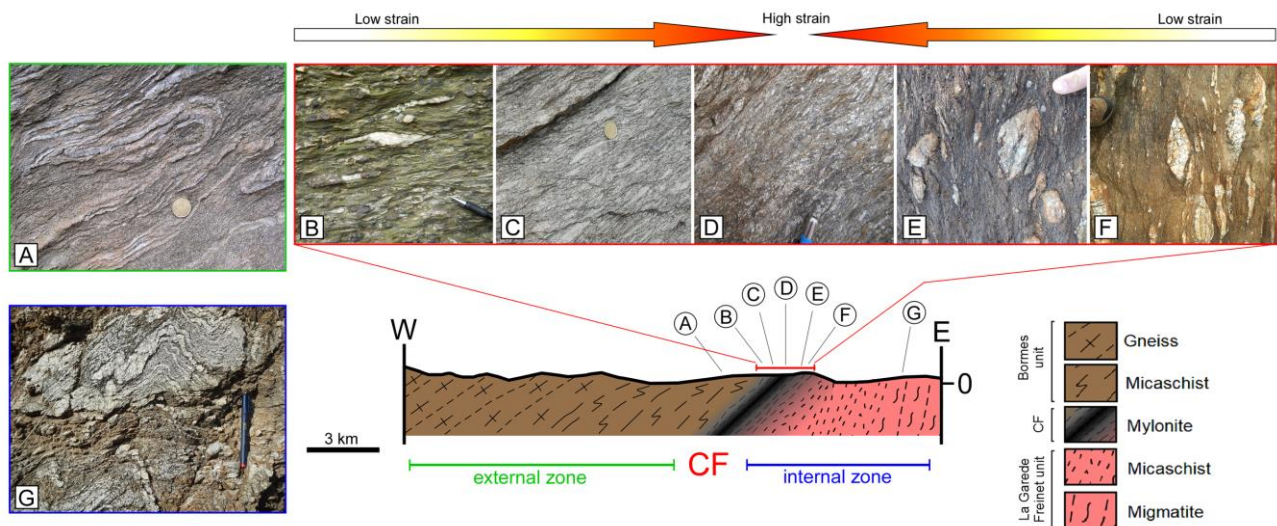 Low strain
High strain
Low strain
A
B
C
D
E
F
G
W
A
B
C
D
E
F
G
E
0
3 km
external zone
CF
internal zone
Bormes
unit
Gneiss
Micaschist
CF
Mylonite
La Garede
Freinet unit
Micaschist
Migmatite